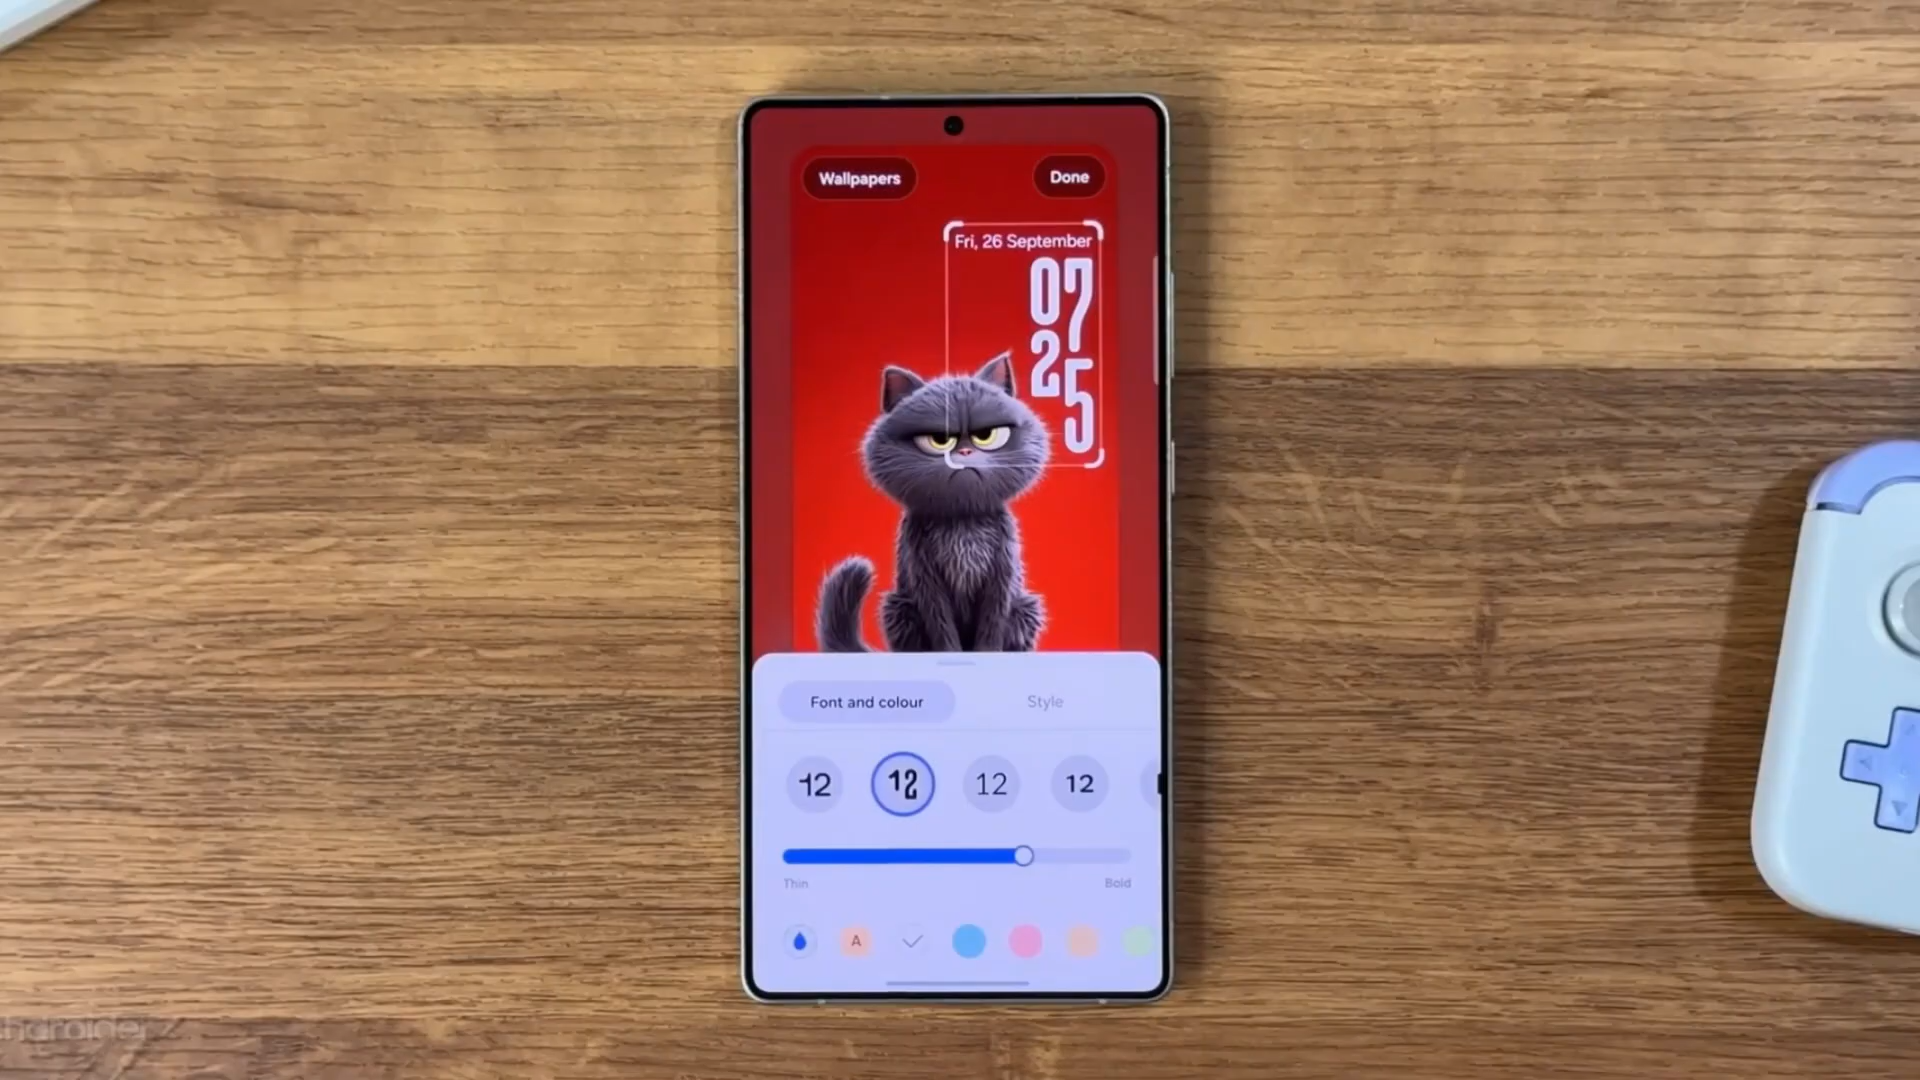 Wallpapers
Done
Fri, 26 September
07
25
Font and colour
Style
12
12
12
12
Thin
Bold
A